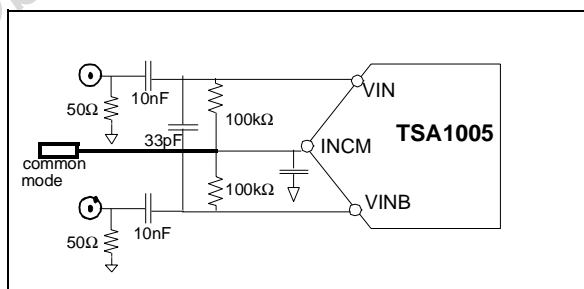 50Ω
10nF
100kΩ
VIN
33pF
common
mode
INCM
TSA1005
100kΩ
VINB
50Ω
10nF